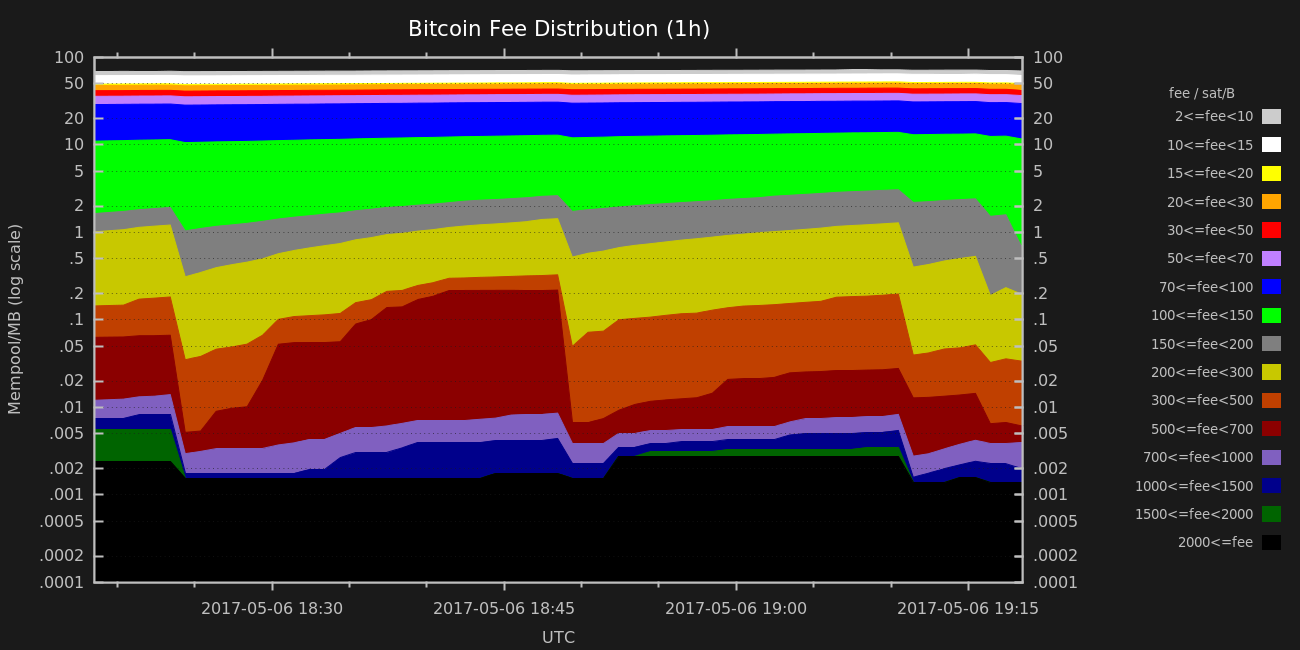 Bitcoin Fee Distribution (1h)
100
50
20
10
5
2
1
.5
.2
.1
.05
.02
.01
.005
.002
.001
.0005
.0002
.0001
Mempool/MB (log scale)
100
50
20
10
5
2
1
.5
.2
.1
.05
.02
.01
.005
.002
.001
.0005
.0002
.0001
fee / sat/B
2<=fee<10
10<=fee<15
15<=fee<20
20<=fee<30
30<=fee<50
50<=fee<70
70<=fee<100
100<=fee<150
150<=fee<200
200<=fee<300
300<=fee<500
500<=fee<700
700<=fee<1000
1000<=fee<1500
1500<=fee<2000
2000<=fee
2017-05-06 18:30 2017-05-06 18:45 2017-05-06 19:00 2017-05-06 19:15
UTC